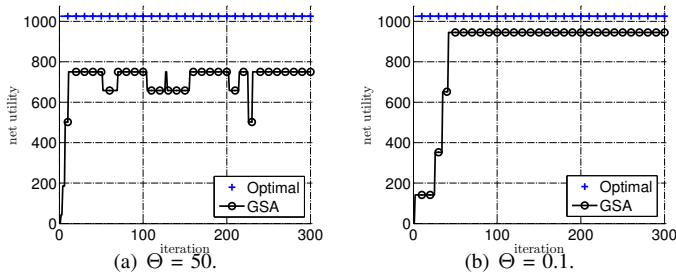 1000
800
600
400
200
0
net utility
0 100 200 300
iteration
Optimal
GSA
(a) Θ = 50.
1000
800
600
400
200
0
net utility
0 100 200 300
iteration
Optimal
GSA
(b) Θ = 0.1.